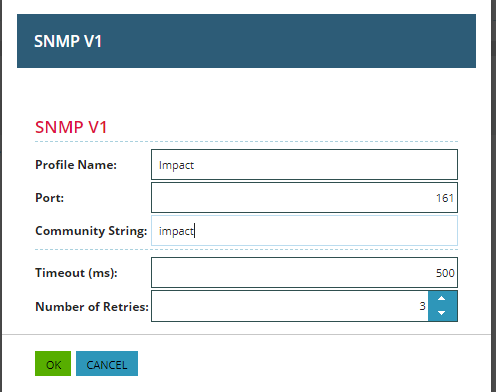 SNMP V1
SNMP V1
Profile Name: Impact
Port: 161
Community String: impact
Timeout (ms): 500
Number of Retries: 3
OK CANCEL